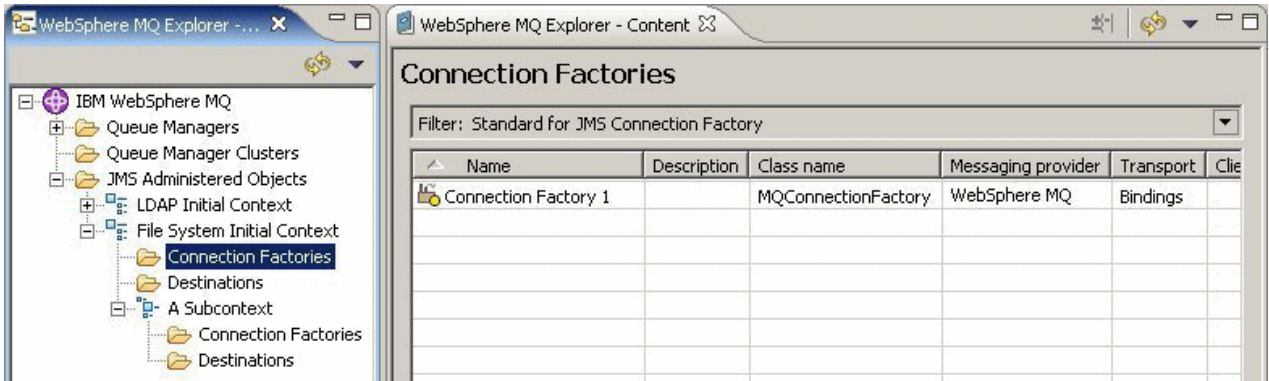 WebSphere MQ Explorer -...
IBM WebSphere MQ
Queue Managers
Queue Manager Clusters
JMS Administered Objects
LDAP Initial Context
File System Initial Context
Connection Factories
Destinations
A Subcontext
Connection Factories
Destinations
WebSphere MQ Explorer - Content
Connection Factories
Filter: Standard for JMS Connection Factory
Name Description Class name Messaging provider Transport Clie
Connection Factory 1 MQConnectionFactory WebSphere MQ Bindings